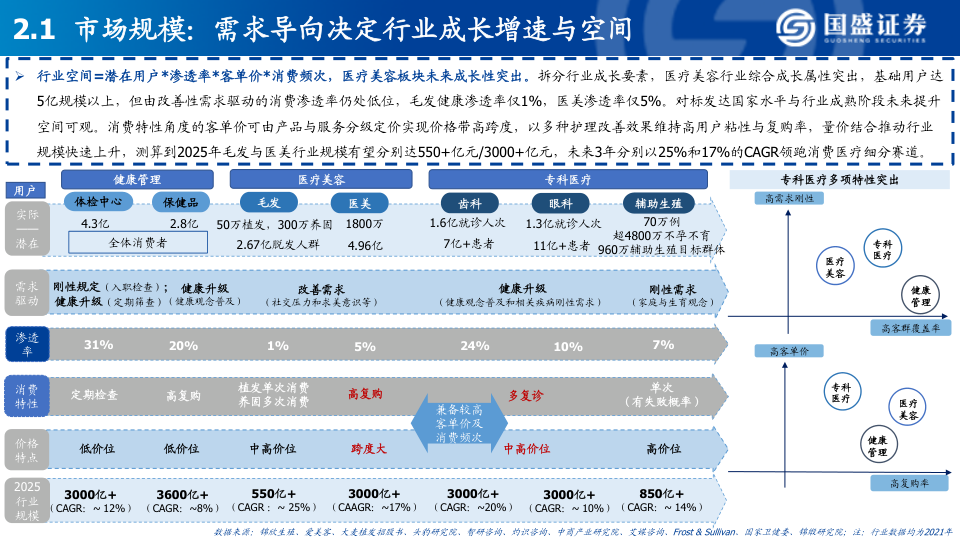 2.1 市场规模：需求导向决定行业成长增速与空间
国盛证券
GUOSHENG SECURITIES
行业空间=潜在用户*渗透率*客单价*消费频次，医疗美容板块未来成长性突出。拆分行业成长要素，医疗美容行业综合成长属性突出，基础用户达
5亿规模以上，但由改善性需求驱动的消费渗透率仍处低位，毛发健康渗透率仅1%，医美渗透率仅5%。对标发达国家水平与行业成熟阶段未来提升
空间可观。消费特性角度的客单价可由产品与服务分级定价实现价格带高跨度，以多种护理改善效果维持高用户粘性与复购率，量价结合推动行业
规模快速上升，测算到2025年毛发与医美行业规模有望分别达550+亿元/3000+亿元，未来3年分别以25%和17%的CAGR领跑消费医疗细分赛道。
健康管理 医疗美容 专科医疗
用户
体检中心 保健品 毛发 医美 齿科 眼科 辅助生殖
实际
——
潜在
4.3亿 2.8亿 50万植发，300万养固 1800万 1.6亿就诊人次 1.3亿就诊人次 70万例
全体消费者 2.67亿脱发人群 4.96亿 7亿+患者 11亿+患者 超4800万不孕不育
960万辅助生殖目标群体
需求
驱动
刚性规定（入职检查）；
健康升级（定期筛查）
健康升级
（健康观念普及）
改善需求
（社交压力和求美意识等）
健康升级
（健康观念普及和相关疾病刚性需求）
刚性需求
（家庭与生育观念）
渗透
率
31% 20% 1% 5% 24% 10% 7%
消费
特性
定期检查 高复购 植发单次消费
养固多次消费
高复购 多复诊 单次
（有失败概率）
兼备较高
客单价及
消费频次
价格
特点
低价位 低价位 中高价位 跨度大 中高价位 高价位
2025
行业
规模
3000亿+ 3600亿+ 550亿+ 3000亿+ 3000亿+ 3000亿+ 850亿+
（CAGR：~ 12%） （CAGR：~8%） （CAGR：~ 25%） （CAGR：~17%） （CAGR：~20%） （CAGR：~ 10%） （CAGR：~ 14%）
专科医疗多项特性突出
高需求刚性
专科
医疗
医疗
美容
健康
管理
高客群覆盖率
高客单价
专科
医疗
医疗
美容
健康
管理
高复购率
数据来源：锦欣生殖、爱美客、大麦植发招股书、头豹研究院、智研咨询、灼识咨询、中商产业研究院、艾媒咨询、Frost & Sullivan、国家卫健委、锦缎研究院；注：行业数据均为2021年